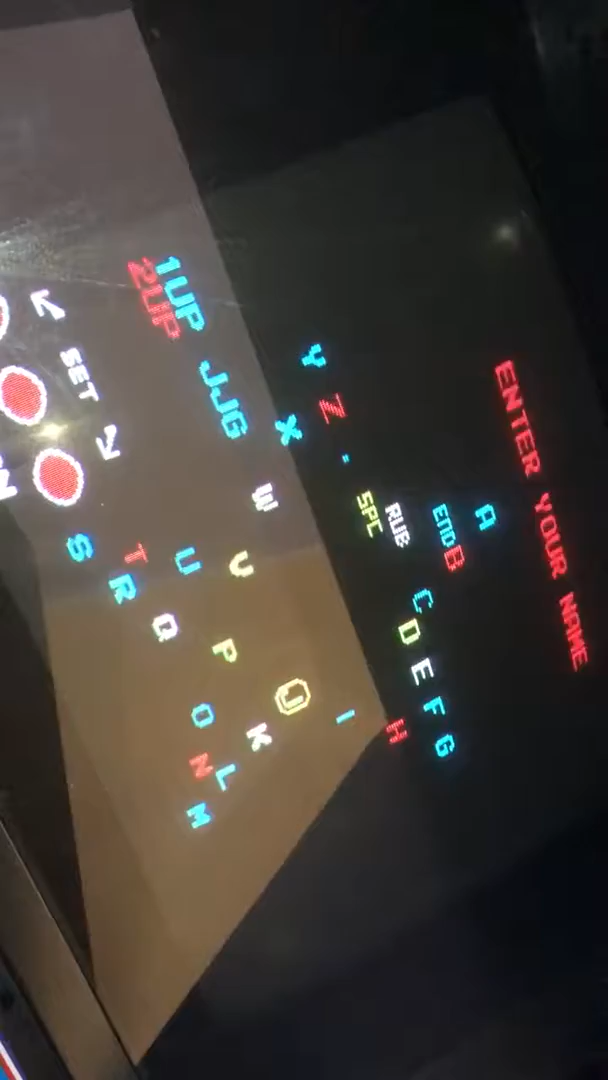 ENTER YOUR NAME
A
END B
RUB C
SPC D
. E
Z F
Y G
X H
I
W J
V K
U L
T M
S N
R O
Q P
1UP JJG
2UP
SET